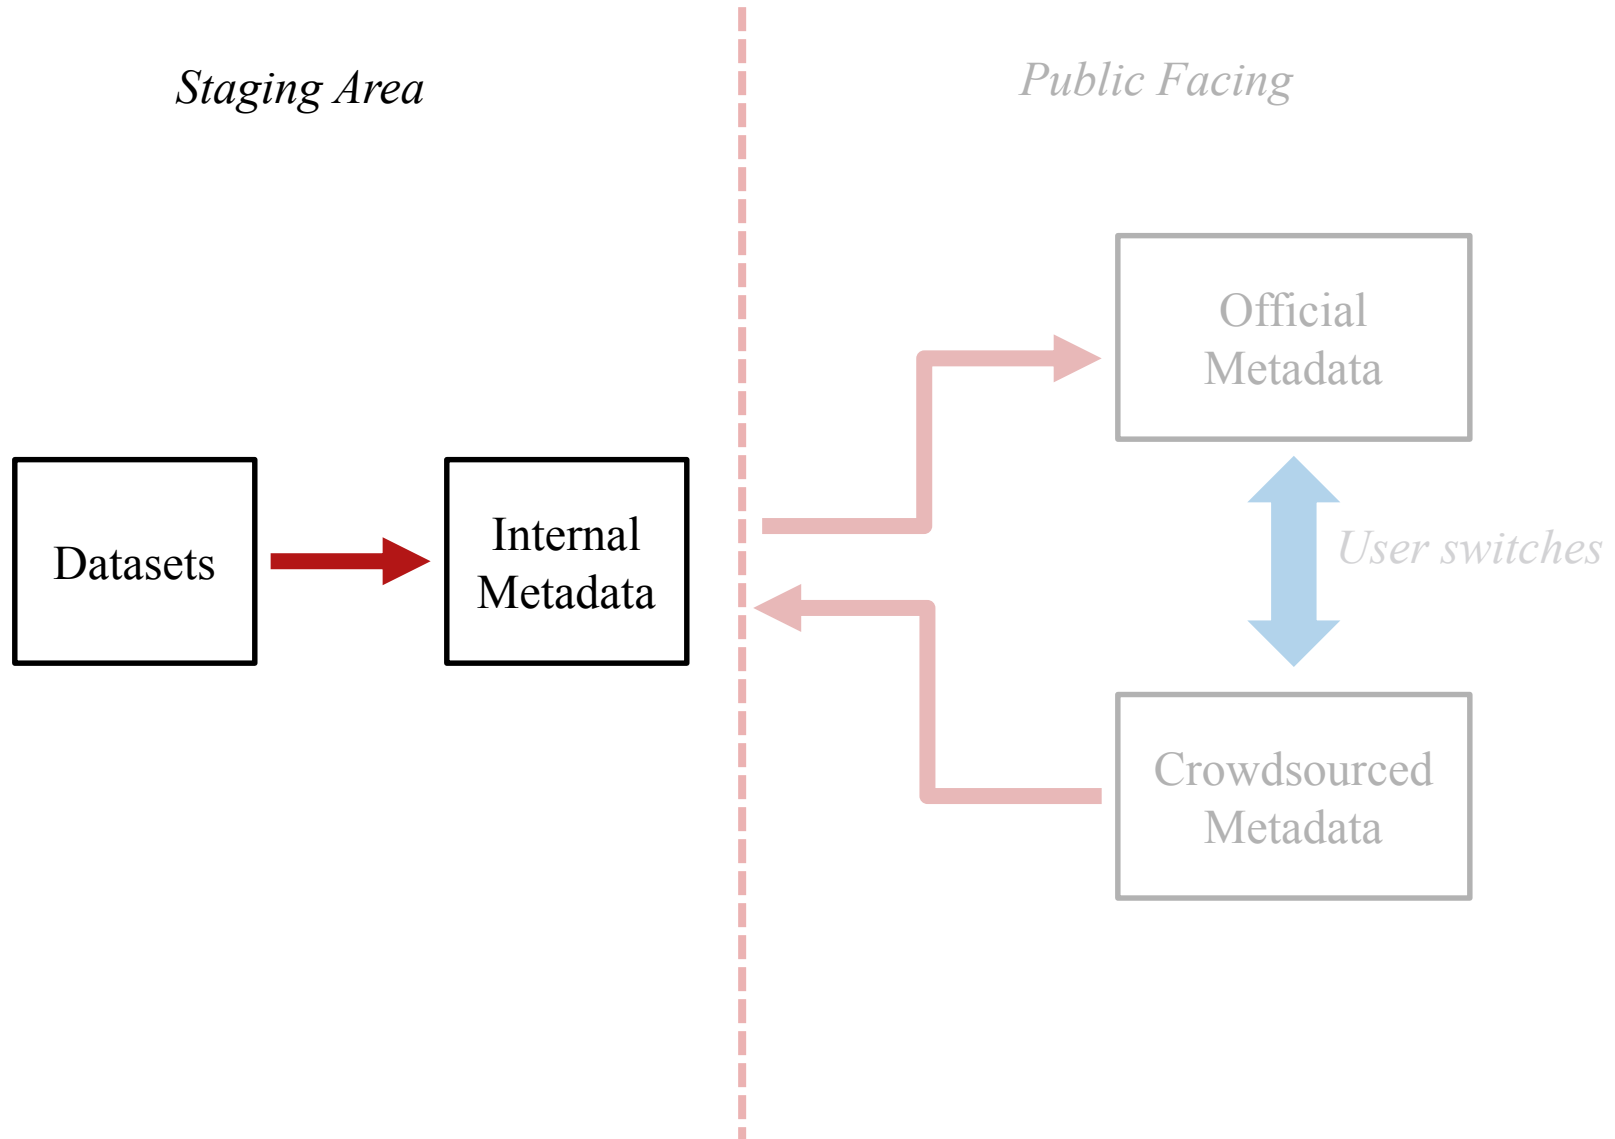 Staging Area
Public Facing
Datasets
Internal
Metadata
Official
Metadata
User switches
Crowdsourced
Metadata